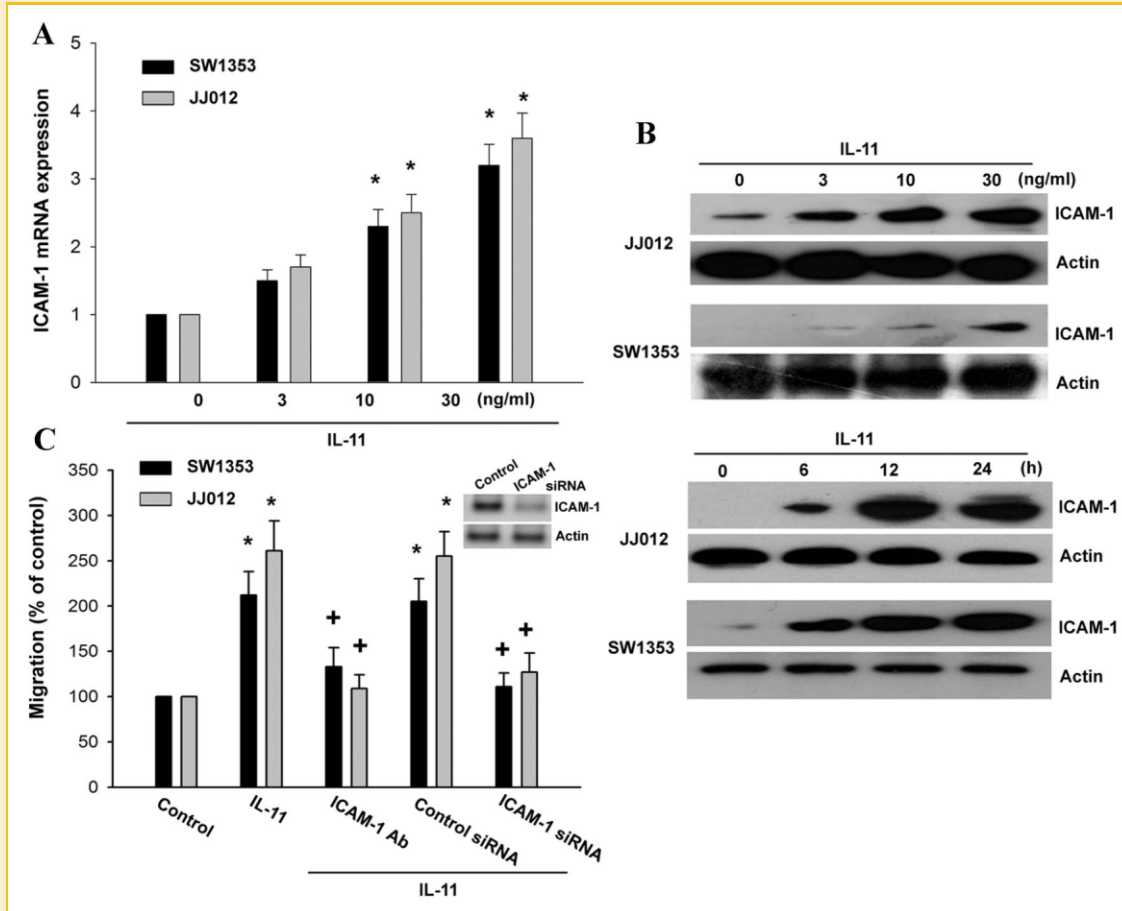 A
5
4
3
2
1
0
ICAM-1 mRNA expression
SW1353
JJ012
* *
* *
0 3 10 30 (ng/ml)
IL-11
B
IL-11
0 3 10 30 (ng/ml)
JJ012
ICAM-1
Actin
SW1353
ICAM-1
Actin
IL-11
0 6 12 24 (h)
JJ012
ICAM-1
Actin
SW1353
ICAM-1
Actin
C
350
300
250
200
150
100
50
0
Migration (% of control)
SW1353
JJ012
* *
+ +
* *
+ +
Control ICAM-1 siRNA
ICAM-1
Actin
Control
IL-11
ICAM-1 Ab
Control siRNA
ICAM-1 siRNA
IL-11